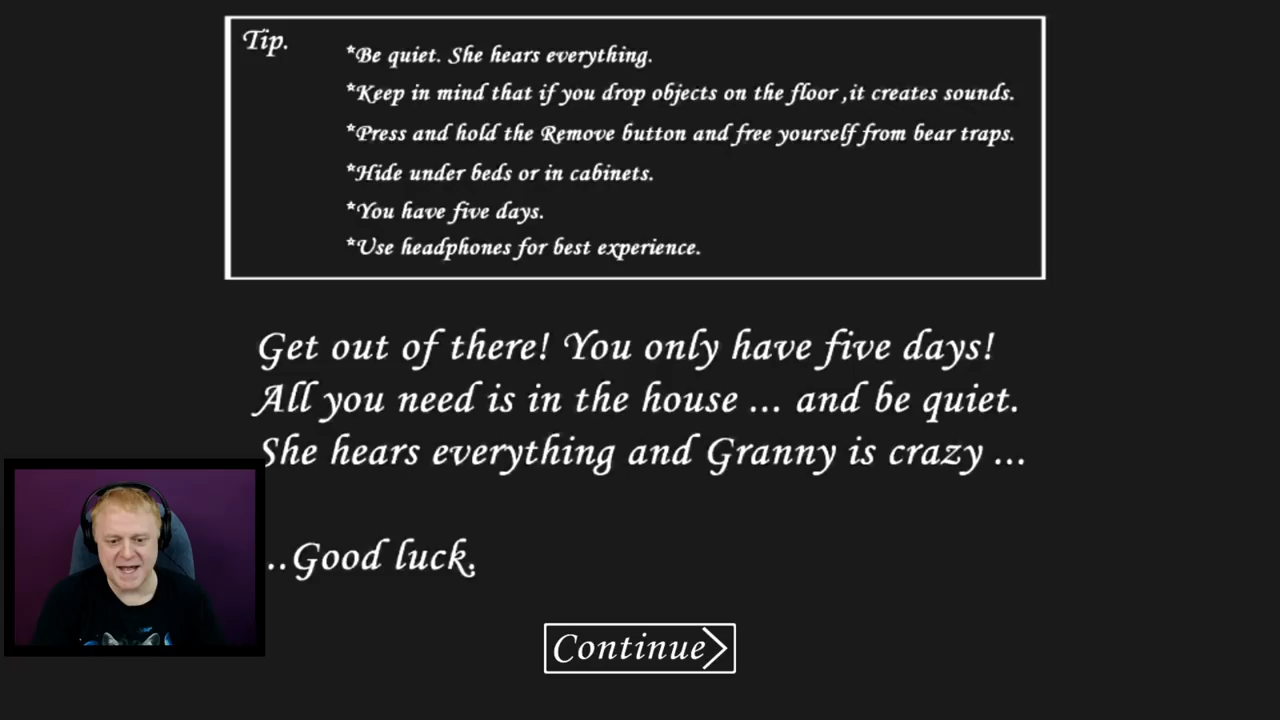 Tip.
*Be quiet. She hears everything.
*Keep in mind that if you drop objects on the floor ,it creates sounds.
*Press and hold the Remove button and free yourself from bear traps.
*Hide under beds or in cabinets.
*You have five days.
*Use headphones for best experience.
Get out of there! You only have five days!
All you need is in the house ... and be quiet.
She hears everything and Granny is crazy ...
..Good luck.
Continue